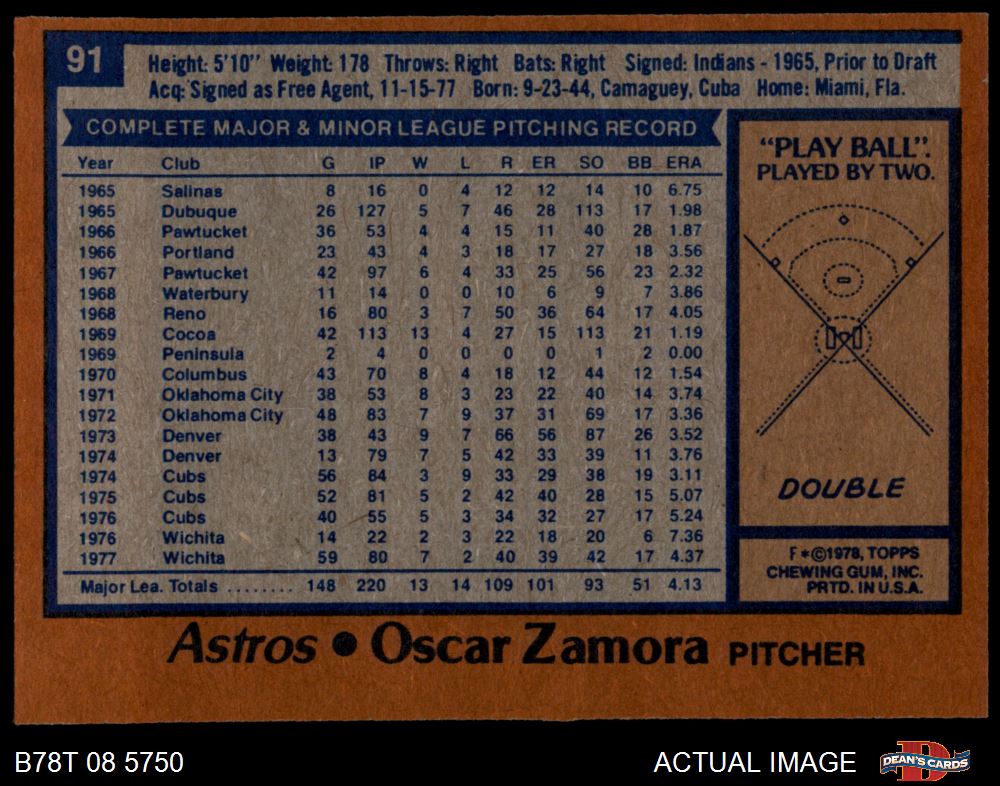 91
Height: 5'10" Weight: 178 Throws: Right Bats: Right Signed: Indians - 1965, Prior to Draft
Acq: Signed as Free Agent, 11-15-77 Born: 9-23-44, Camaguey, Cuba Home: Miami, Fla.
COMPLETE MAJOR & MINOR LEAGUE PITCHING RECORD
Year Club G IP W L R ER SO BB ERA
1965 Salinas 8 16 0 4 12 12 14 10 6.75
1965 Dubuque 26 127 5 7 46 28 113 17 1.98
1966 Pawtucket 36 53 4 4 15 11 40 28 1.87
1966 Portland 23 43 4 3 18 17 27 18 3.56
1967 Pawtucket 42 97 6 4 33 25 56 23 2.32
1968 Waterbury 11 14 0 0 10 6 9 7 3.86
1968 Reno 16 80 3 7 50 36 64 17 4.05
1969 Cocoa 42 113 13 4 27 15 113 21 1.19
1969 Peninsula 2 4 0 0 0 0 1 2 0.00
1970 Columbus 43 70 8 4 18 12 44 12 1.54
1971 Oklahoma City 38 53 8 3 23 22 40 14 3.74
1972 Oklahoma City 48 83 7 9 37 31 69 17 3.36
1973 Denver 38 43 9 7 66 56 87 26 3.52
1974 Denver 13 79 7 5 42 33 39 11 3.76
1974 Cubs 56 84 3 9 33 29 38 19 3.11
1975 Cubs 52 81 5 2 42 40 28 15 5.07
1976 Cubs 40 55 5 3 34 32 27 17 5.24
1976 Wichita 14 22 2 3 22 18 20 6 7.36
1977 Wichita 59 80 7 2 40 39 42 17 4.37
Major Lea. Totals ........ 148 220 13 14 109 101 93 51 4.13
"PLAY BALL".
PLAYED BY TWO.
DOUBLE
F * © 1978, TOPPS
CHEWING GUM, INC.
PRTD. IN U.S.A.
Astros • Oscar Zamora PITCHER
B78T 08 5750
ACTUAL IMAGE
D
DEAN'S CARDS